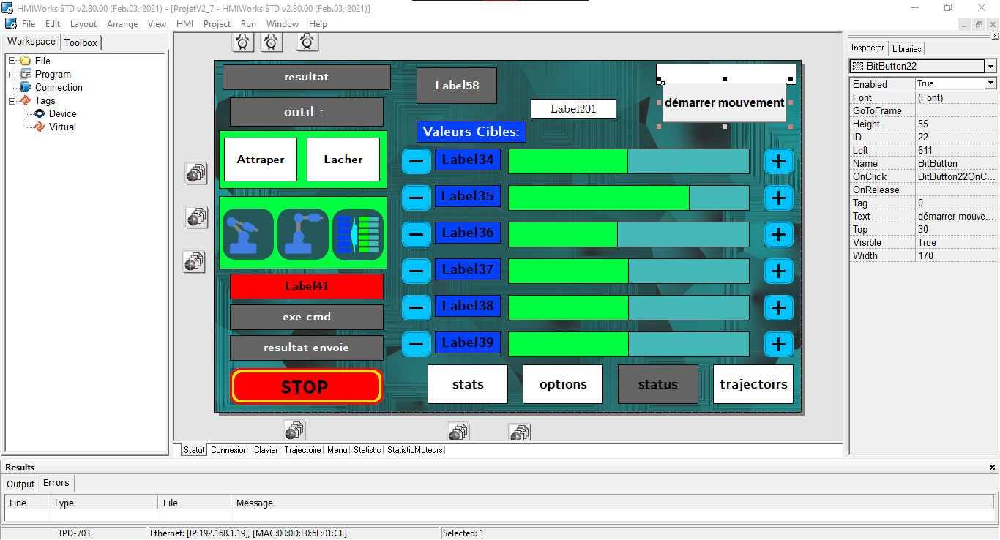 HMIWorks STD v2.30.00 (Feb.03, 2021) - [ProjetV2_7 - HMIWorks STD v2.30.00 (Feb.03, 2021)]
File Edit Layout Arrange View HMI Project Run Window Help
Workspace Toolbox
File
Program
Connection
Tags
Device
Virtual
resultat
outil :
Attraper Lacher
Label41
exe cmd
resultat envoie
STOP
Label58
Label201
démarrer mouvement
Valeurs Cibles:
− Label34 +
− Label35 +
− Label36 +
− Label37 +
− Label38 +
− Label39 +
stats options status trajectoirs
Statut Connexion Clavier Trajectoire Menu Statistic StatisticMoteurs
Inspector Libraries
BitButton22
Enabled True
Font (Font)
GoToFrame
Height 55
ID 22
Left 611
Name BitButton
OnClick BitButton22OnC...
OnRelease
Tag 0
Text démarrer mouve...
Top 30
Visible True
Width 170
Results
Output Errors
Line Type File Message
TPD-703 Ethernet: [IP:192.168.1.19], [MAC:00:0D:E0:6F:01:CE] Selected: 1